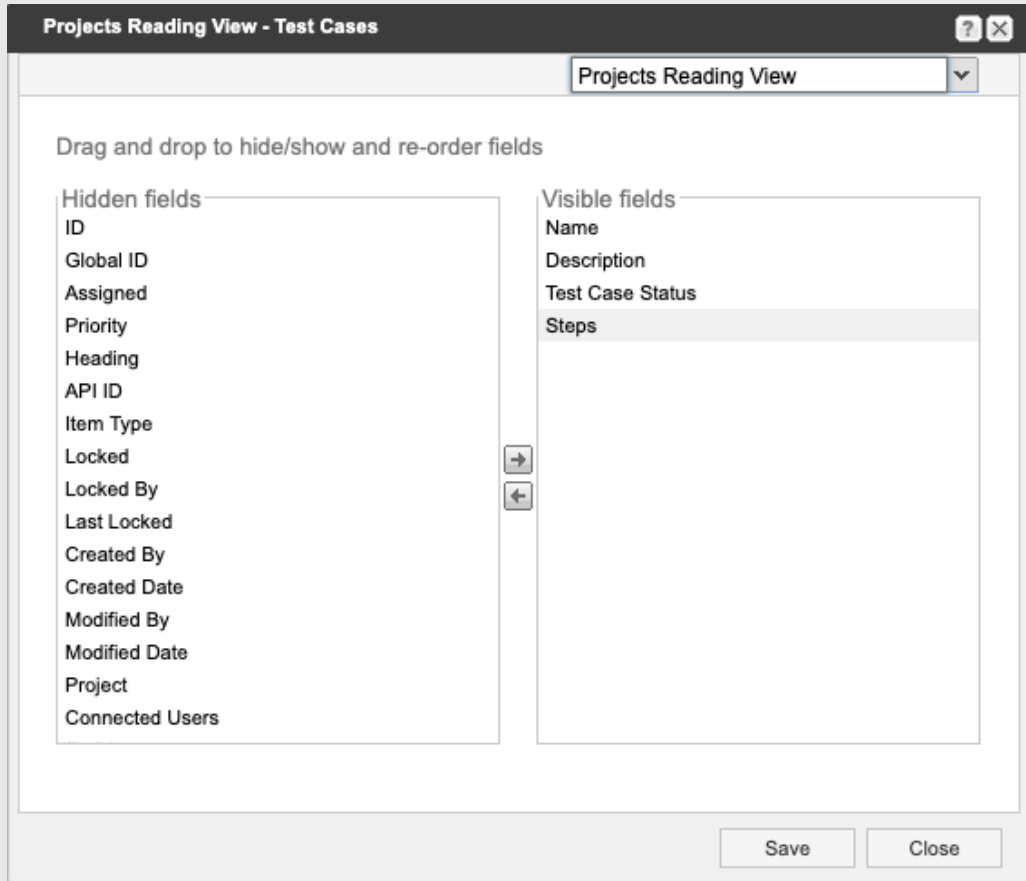 Projects Reading View - Test Cases
?
Projects Reading View
Drag and drop to hide/show and re-order fields
Hidden fields
ID
Global ID
Assigned
Priority
Heading
API ID
Item Type
Locked
Locked By
Last Locked
Created By
Created Date
Modified By
Modified Date
Project
Connected Users
Visible fields
Name
Description
Test Case Status
Steps
Save
Close